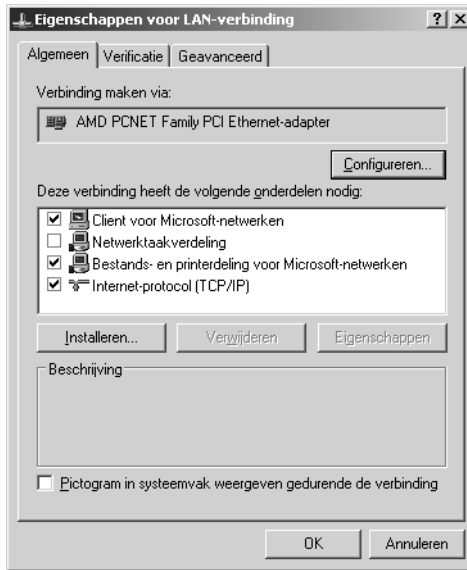 Eigenschappen voor LAN-verbinding
Algemeen Verificatie Geavanceerd
Verbinding maken via:
AMD PCNET Family PCI Ethernet-adapter
Configureren...
Deze verbinding heeft de volgende onderdelen nodig:
Client voor Microsoft-netwerken
Netwerktaakverdeling
Bestands- en printerdeling voor Microsoft-netwerken
Internet-protocol (TCP/IP)
Installeren... Verwijderen Eigenschappen
Beschrijving
Pictogram in systeemvak weergeven gedurende de verbinding
OK Annuleren